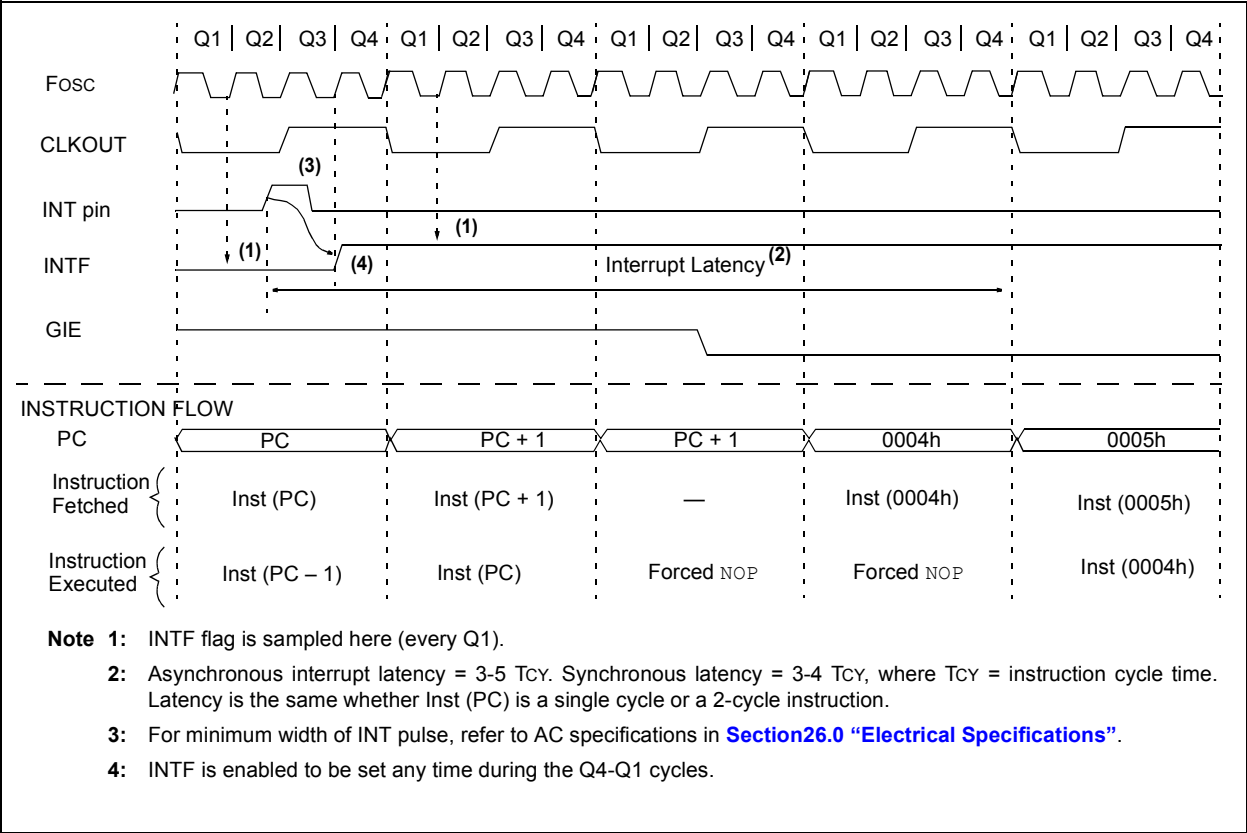 Q1 Q2 Q3 Q4 Q1 Q2 Q3 Q4 Q1 Q2 Q3 Q4 Q1 Q2 Q3 Q4 Q1 Q2 Q3 Q4
FOSC
CLKOUT
(3)
INT pin
(1) (1)
INTF (4) Interrupt Latency (2)
GIE
INSTRUCTION FLOW
PC PC PC + 1 PC + 1 0004h 0005h
Instruction
Fetched Inst (PC) Inst (PC + 1) — Inst (0004h) Inst (0005h)
Instruction
Executed Inst (PC – 1) Inst (PC) Forced NOP Forced NOP Inst (0004h)
Note 1: INTF flag is sampled here (every Q1).
2: Asynchronous interrupt latency = 3-5 TCY. Synchronous latency = 3-4 TCY, where TCY = instruction cycle time.
Latency is the same whether Inst (PC) is a single cycle or a 2-cycle instruction.
3: For minimum width of INT pulse, refer to AC specifications in Section26.0 “Electrical Specifications”.
4: INTF is enabled to be set any time during the Q4-Q1 cycles.